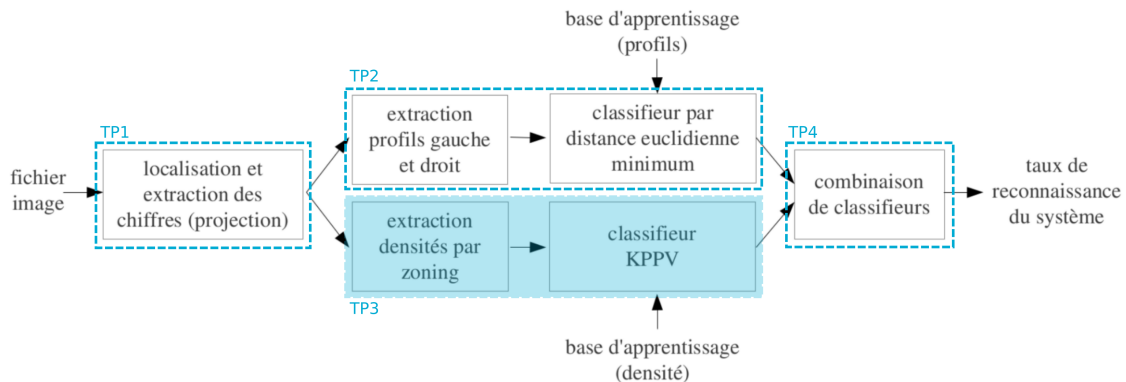 fichier
image
TP1
localisation et
extraction des
chiffres (projection)
TP2
extraction
profils gauche
et droit
base d'apprentissage
(profils)
classifieur par
distance euclidienne
minimum
extraction
densités par
zoning
TP3
classifieur
KPPV
base d'apprentissage
(densité)
TP4
combinaison
de classifieurs
taux de
reconnaissance
du système